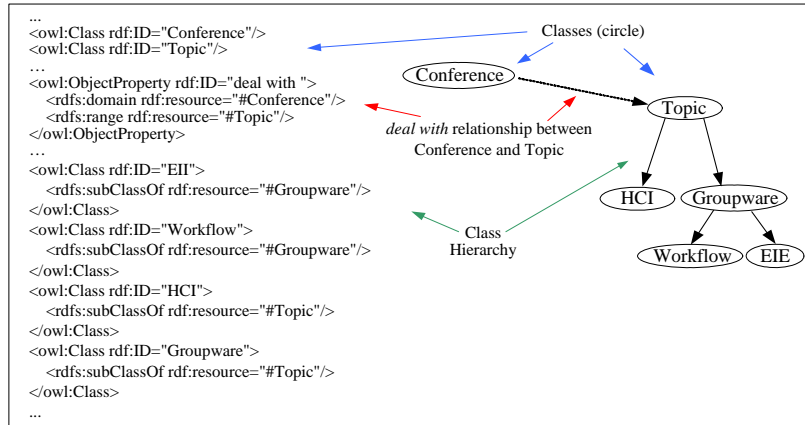 ...
<owl:Class rdf:ID="Conference"/>
<owl:Class rdf:ID="Topic"/>
…
<owl:ObjectProperty rdf:ID="deal with ">
<rdfs:domain rdf:resource="#Conference"/>
<rdfs:range rdf:resource="#Topic"/>
</owl:ObjectProperty>
…
<owl:Class rdf:ID="EII">
<rdfs:subClassOf rdf:resource="#Groupware"/>
</owl:Class>
<owl:Class rdf:ID="Workflow">
<rdfs:subClassOf rdf:resource="#Groupware"/>
</owl:Class>
<owl:Class rdf:ID="HCI">
<rdfs:subClassOf rdf:resource="#Topic"/>
</owl:Class>
<owl:Class rdf:ID="Groupware">
<rdfs:subClassOf rdf:resource="#Topic"/>
</owl:Class>
...
Classes (circle)
Conference
Topic
deal with relationship between
Conference and Topic
HCI
Groupware
Class
Hierarchy
Workflow
EIE